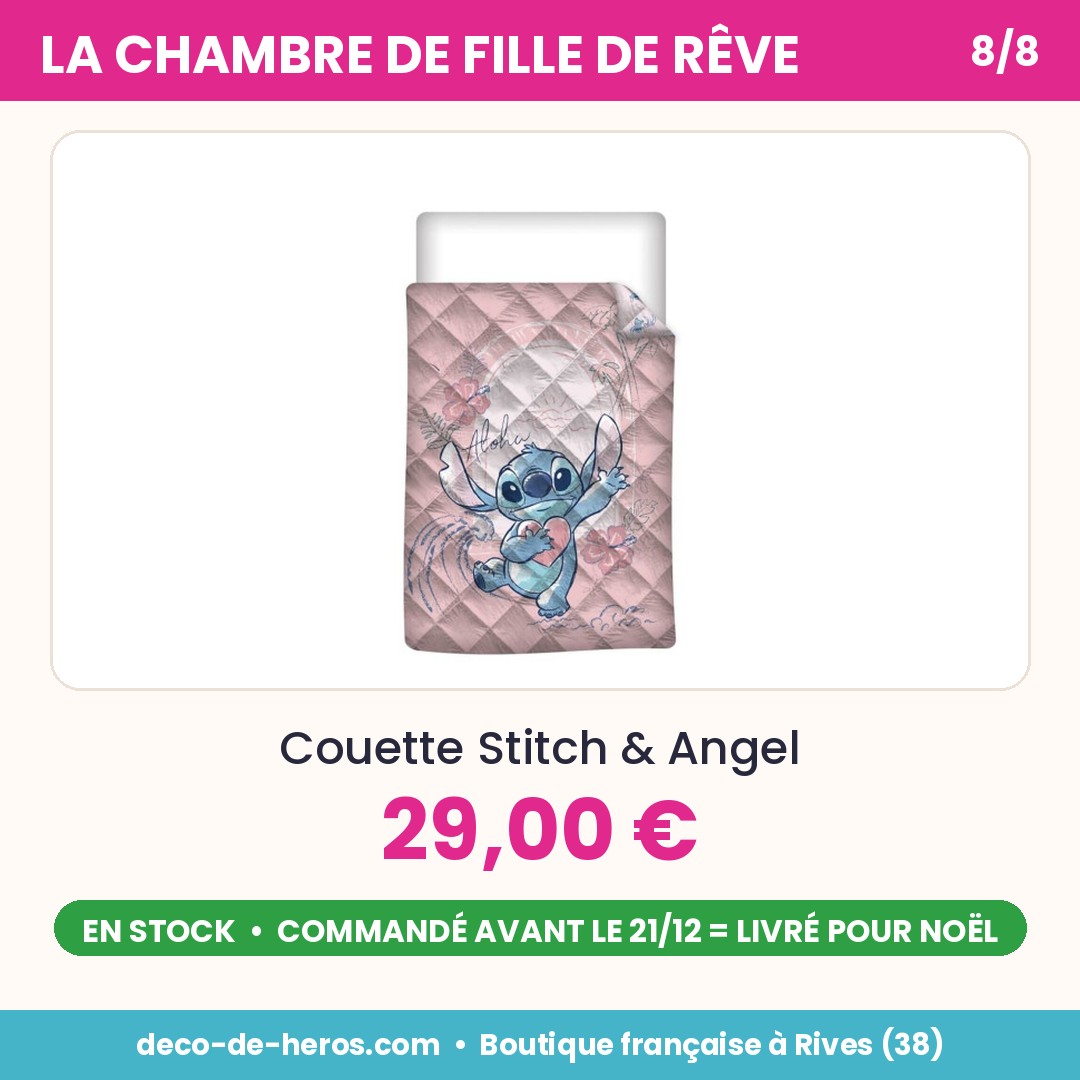 LA CHAMBRE DE FILLE DE RÊVE
8/8
Aloha
Couette Stitch & Angel
29,00 €
EN STOCK • COMMANDÉ AVANT LE 21/12 = LIVRÉ POUR NOËL
deco-de-heros.com • Boutique française à Rives (38)